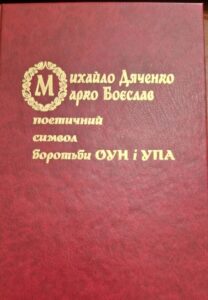 Михайло Дяченко
Марко Боєслав
поетичний
символ
боротьби ОУН і УПА